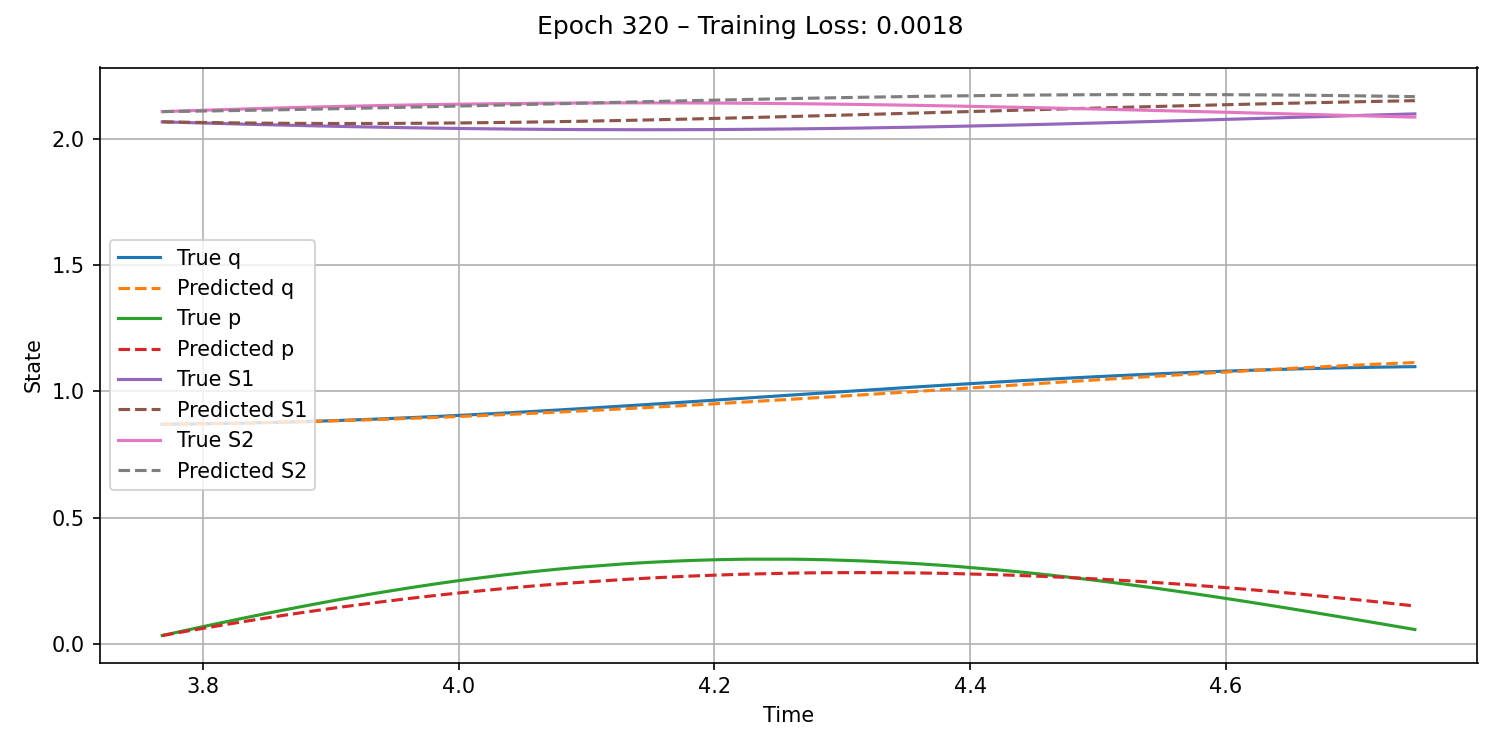 Epoch 320 – Training Loss: 0.0018
2.0
1.5
1.0
0.5
0.0
State
True q
Predicted q
True p
Predicted p
True S1
Predicted S1
True S2
Predicted S2
3.8 4.0 4.2 4.4 4.6
Time